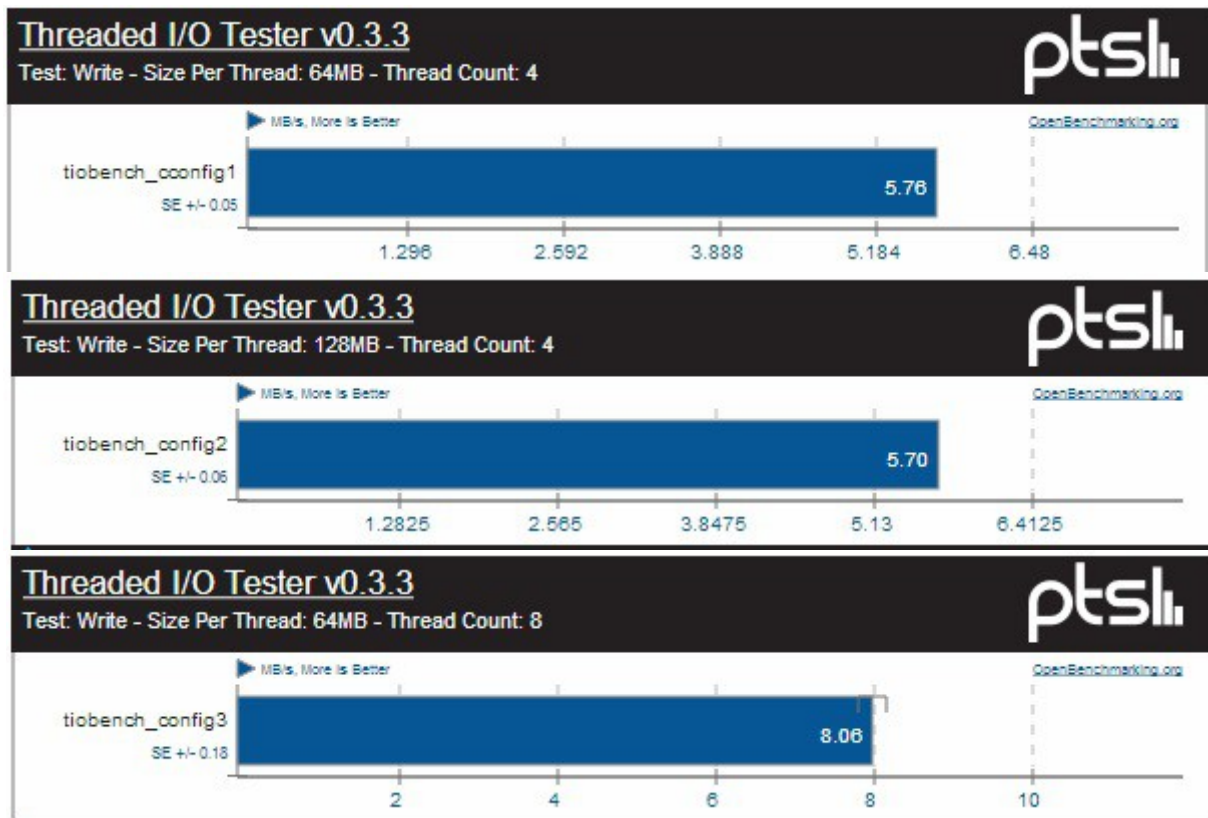 Threaded I/O Tester v0.3.3
Test: Write - Size Per Thread: 64MB - Thread Count: 4
ptsl
MB/s, More Is Better
OpenBenchmarking.org
tiobench_cconfig1
SE +/- 0.05
5.76
1.296 2.592 3.888 5.184 6.48
Threaded I/O Tester v0.3.3
Test: Write - Size Per Thread: 128MB - Thread Count: 4
ptsl
MB/s, More Is Better
OpenBenchmarking.org
tiobench_config2
SE +/- 0.06
5.70
1.2825 2.565 3.8475 5.13 6.4125
Threaded I/O Tester v0.3.3
Test: Write - Size Per Thread: 64MB - Thread Count: 8
ptsl
MB/s, More Is Better
OpenBenchmarking.org
tiobench_config3
SE +/- 0.18
8.06
2 4 6 8 10